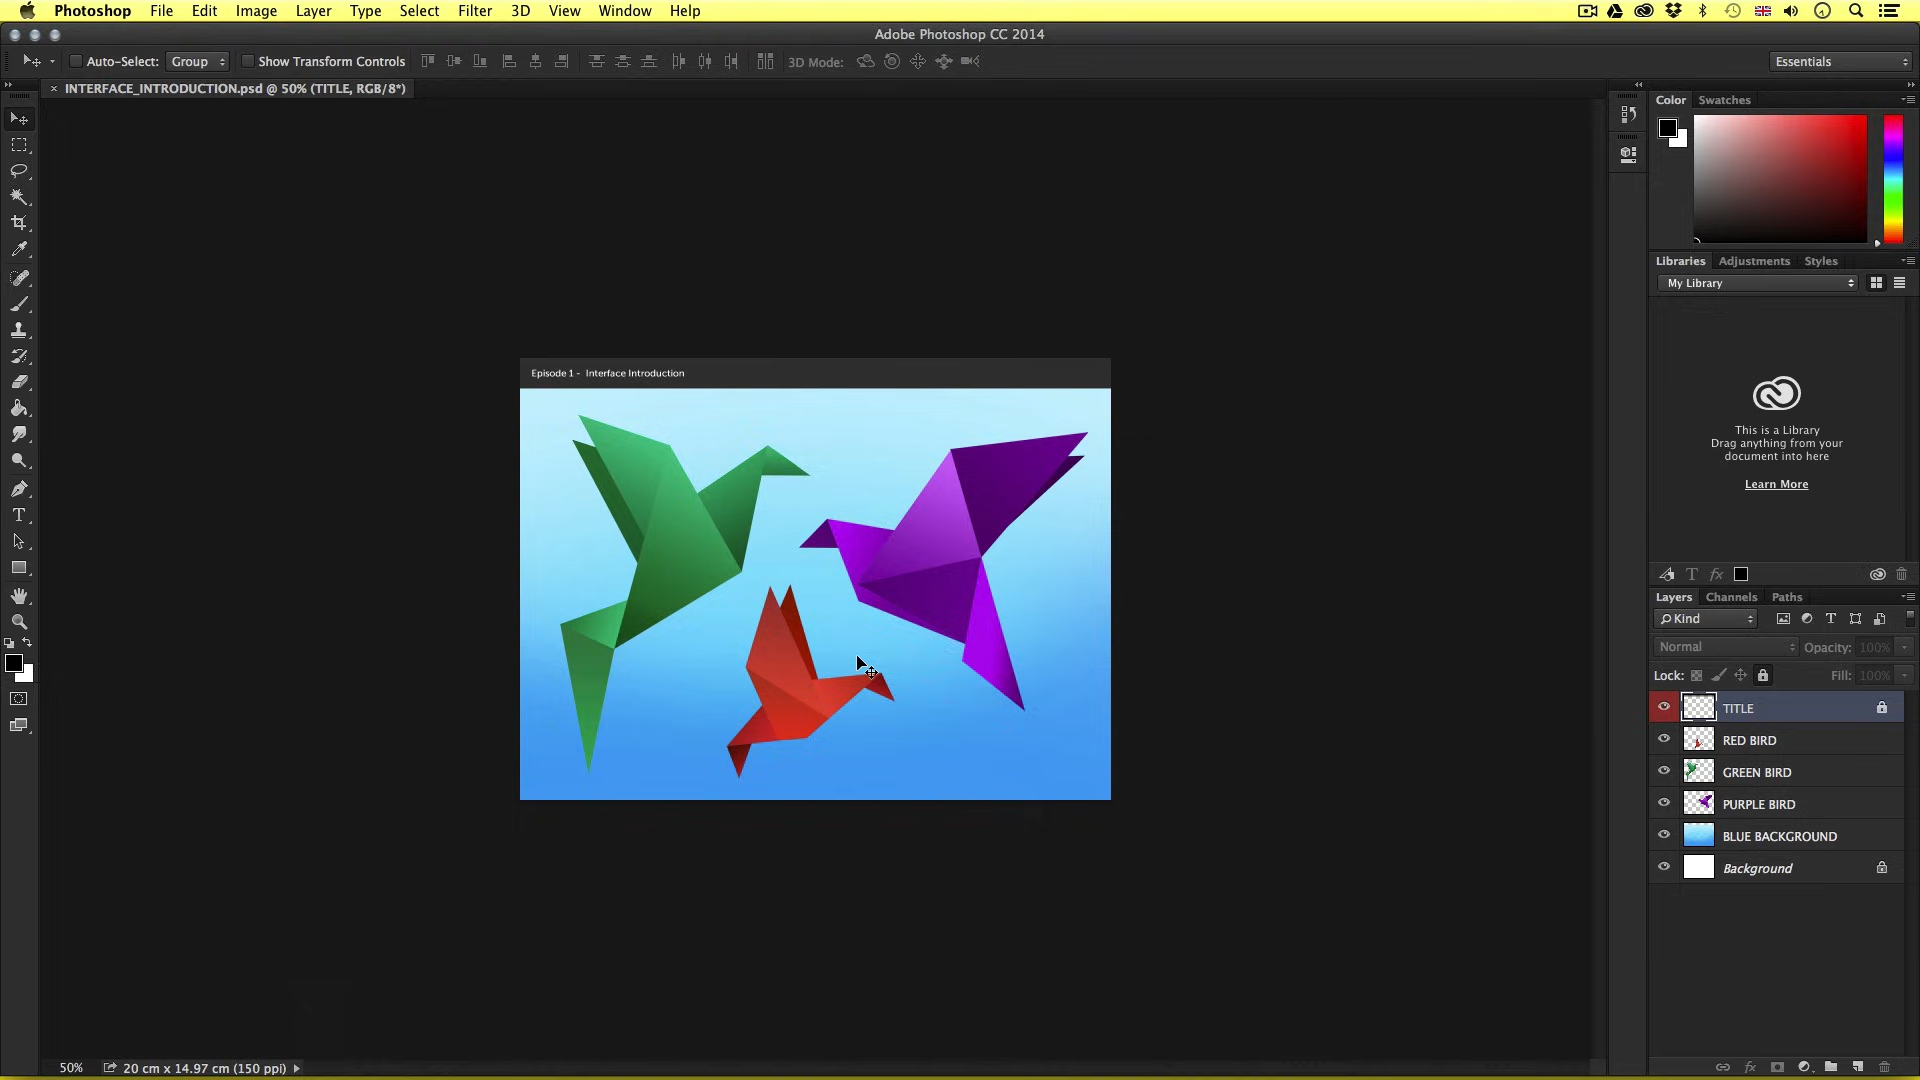 Photoshop File Edit Image Layer Type Select Filter 3D View Window Help
Adobe Photoshop CC 2014
Auto-Select: Group Show Transform Controls 3D Mode: Essentials
INTERFACE_INTRODUCTION.psd @ 50% (TITLE, RGB/8*)
Color Swatches
Libraries Adjustments Styles
My Library
Episode 1 - Interface Introduction
This is a Library
Drag anything from your
document into here
Learn More
T fx
Layers Channels Paths
Kind T
Normal Opacity: 100%
Lock: Fill: 100%
TITLE
RED BIRD
GREEN BIRD
PURPLE BIRD
BLUE BACKGROUND
Background
50% 20 cm x 14.97 cm (150 ppi)
fx